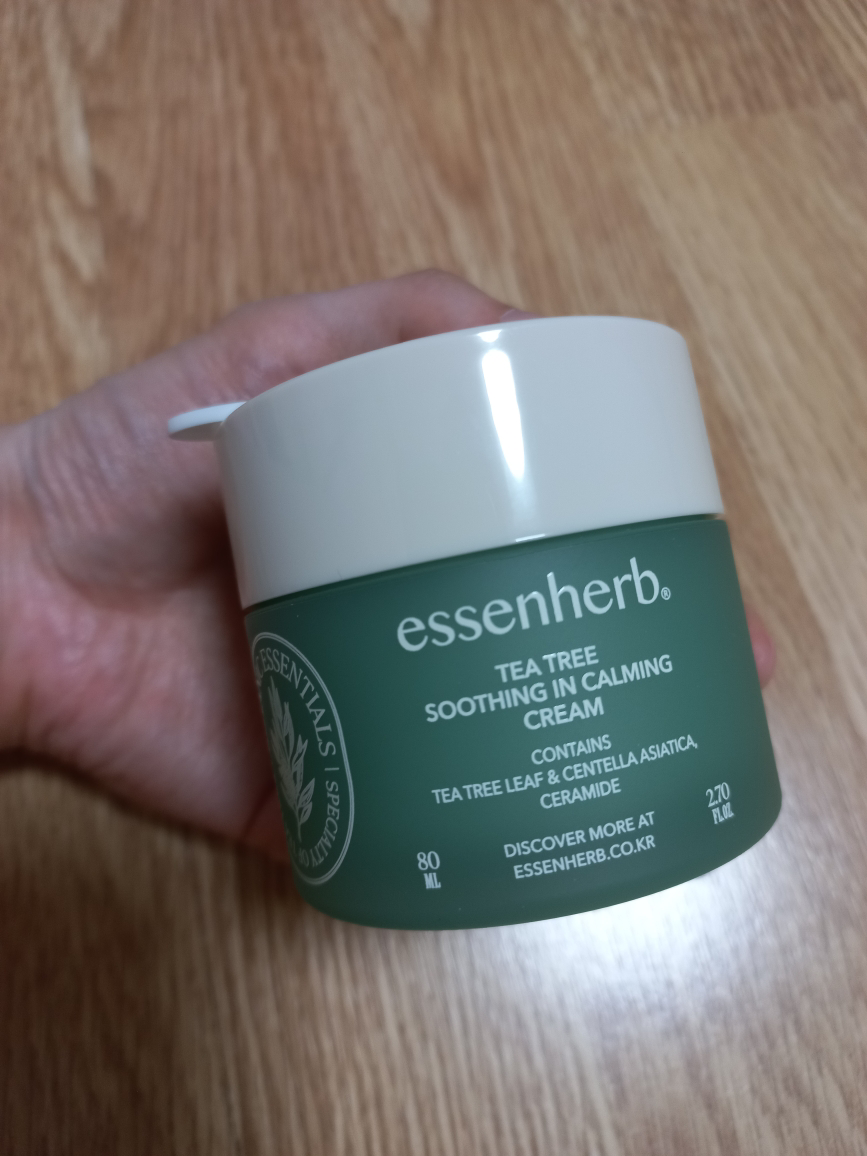 essenherb®
TEA TREE
SOOTHING IN CALMING
CREAM
CONTAINS
TEA TREE LEAF & CENTELLA ASIATICA,
CERAMIDE
DISCOVER MORE AT
ESSENHERB.CO.KR
80
ML
2.70
FL.OZ.
ESSENTIALS | SPECIALTY OF